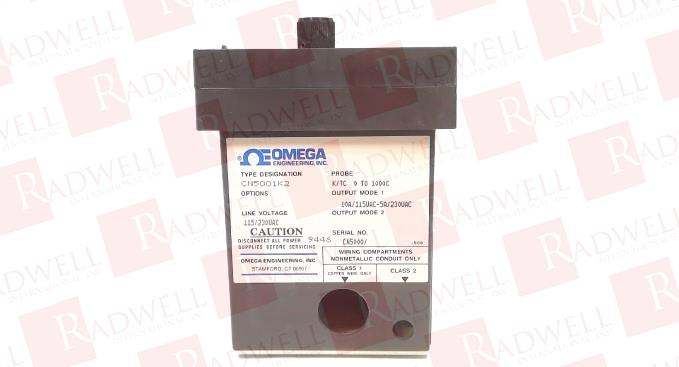 OMEGA
ENGINEERING, INC.
TYPE DESIGNATION
CN5001K2
OPTIONS
LINE VOLTAGE
115/230VAC
CAUTION
DISCONNECT ALL POWER
SUPPLIES BEFORE SERVICING
9446
OMEGA ENGINEERING, INC.
STAMFORD, CT 06907
PROBE
K/TC 0 TO 1000C
OUTPUT MODE 1
10A/115VAC-5A/230VAC
OUTPUT MODE 2
SERIAL NO.
CN5000/
WIRING COMPARTMENTS
NONMETALLIC CONDUIT ONLY
CLASS 1
COPPER WIRE ONLY
CLASS 2
RADWELL
INTERNATIONAL INC.